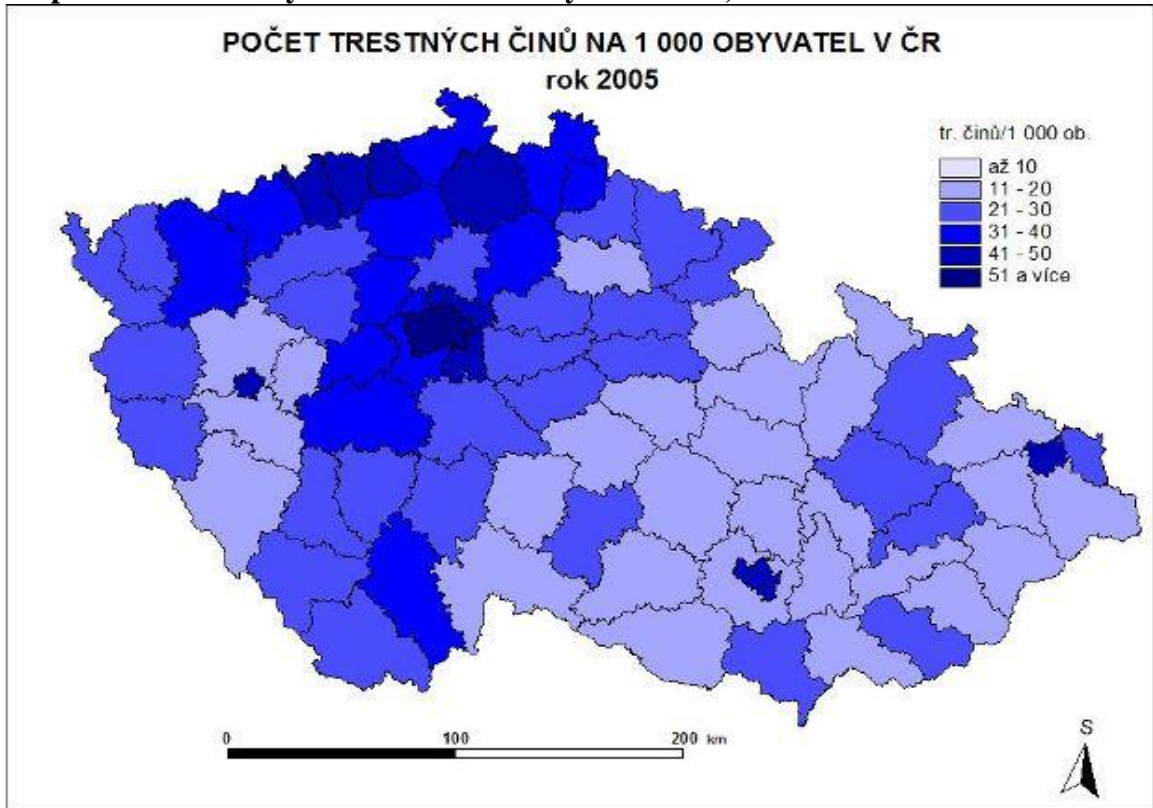 POČET TRESTNÝCH ČINŮ NA 1 000 OBYVATEL V ČR
rok 2005
tr. činů/1 000 ob.
až 10
11 - 20
21 - 30
31 - 40
41 - 50
51 a více
0 100 200 km
S